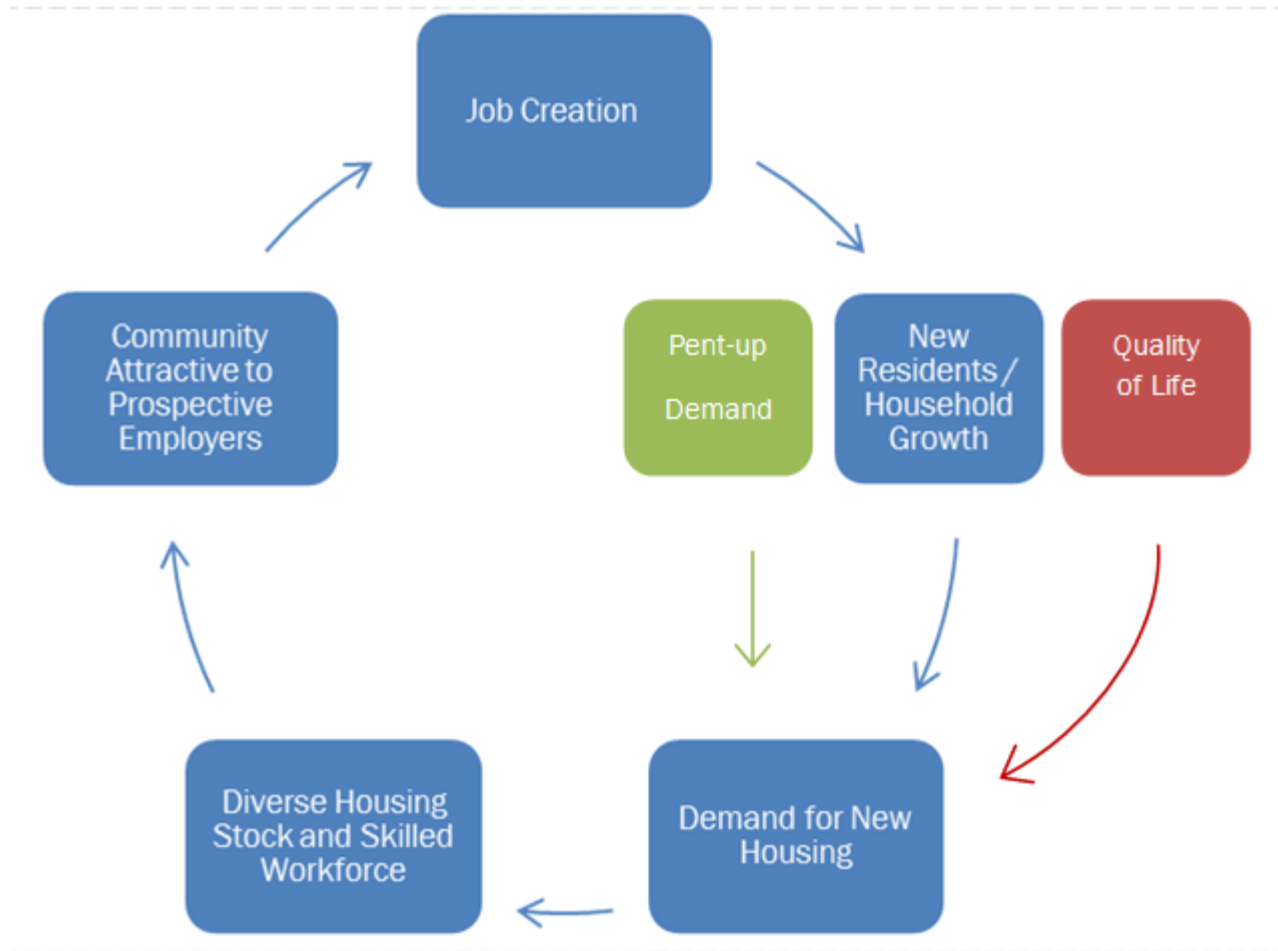 Job Creation
Community
Attractive to
Prospective
Employers
Pent-up
Demand
New
Residents /
Household
Growth
Quality
of Life
Diverse Housing
Stock and Skilled
Workforce
Demand for New
Housing